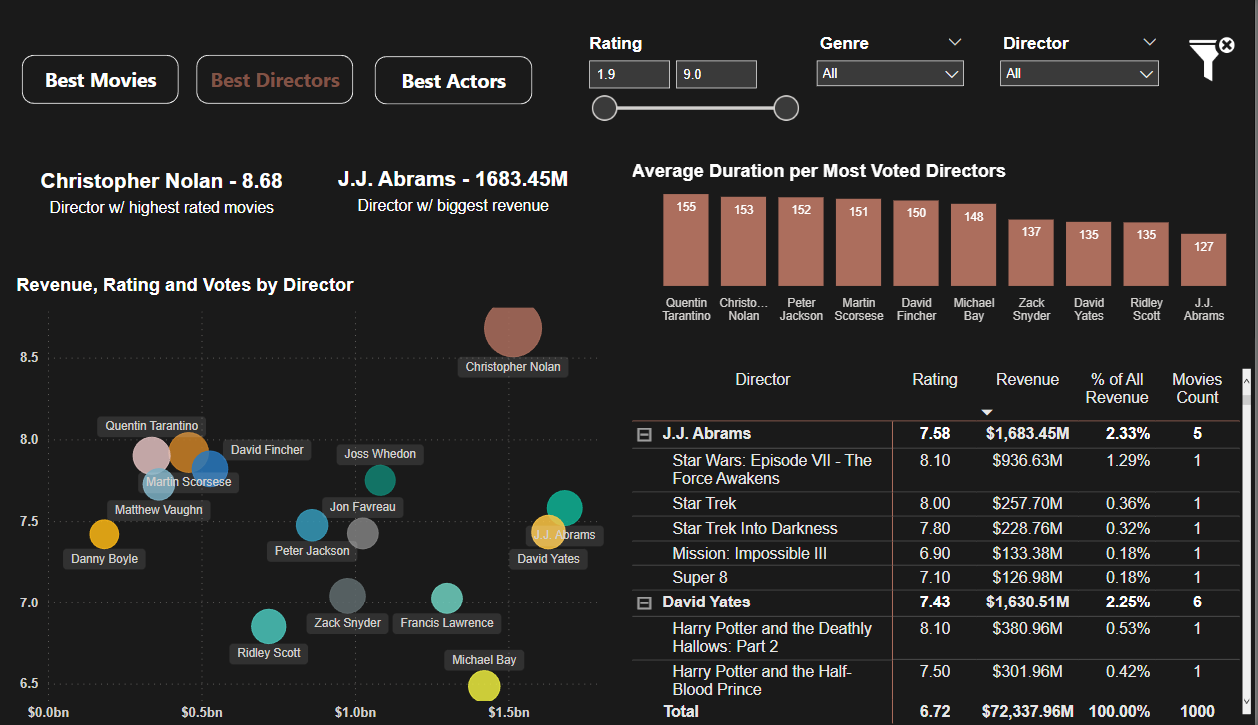 Best Movies
Best Directors
Best Actors
Rating
1.9
9.0
Genre
All
Director
All
Christopher Nolan - 8.68
Director w/ highest rated movies
J.J. Abrams - 1683.45M
Director w/ biggest revenue
Average Duration per Most Voted Directors
155 153 152 151 150 148 137 135 135 127
Quentin Christo... Peter Martin David Michael Zack David Ridley J.J.
Tarantino Nolan Jackson Scorsese Fincher Bay Snyder Yates Scott Abrams
Revenue, Rating and Votes by Director
8.5
8.0
7.5
7.0
6.5
$0.0bn $0.5bn $1.0bn $1.5bn
Christopher Nolan
Quentin Tarantino
David Fincher
Joss Whedon
Martin Scorsese
Matthew Vaughn
Jon Favreau
J.J. Abrams
Danny Boyle
Peter Jackson
David Yates
Zack Snyder
Francis Lawrence
Ridley Scott
Michael Bay
Director Rating Revenue % of All Movies
Revenue Count
J.J. Abrams 7.58 $1,683.45M 2.33% 5
Star Wars: Episode VII - The 8.10 $936.63M 1.29% 1
Force Awakens
Star Trek 8.00 $257.70M 0.36% 1
Star Trek Into Darkness 7.80 $228.76M 0.32% 1
Mission: Impossible III 6.90 $133.38M 0.18% 1
Super 8 7.10 $126.98M 0.18% 1
David Yates 7.43 $1,630.51M 2.25% 6
Harry Potter and the Deathly 8.10 $380.96M 0.53% 1
Hallows: Part 2
Harry Potter and the Half- 7.50 $301.96M 0.42% 1
Blood Prince
Total 6.72 $72,337.96M 100.00% 1000